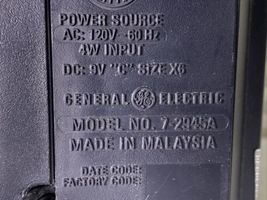 POWER SOURCE
AC: 120V ~60Hz
4W INPUT
DC: 9V "C" SIZE X6
GENERAL ELECTRIC
MODEL NO. 7-2945A
MADE IN MALAYSIA
DATE CODE:
FACTORY CODE: